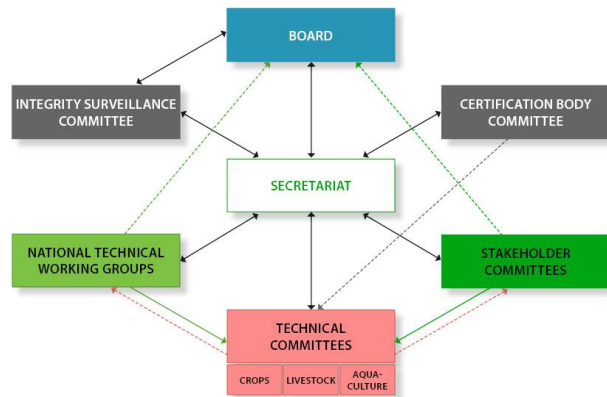 BOARD
INTEGRITY SURVEILLANCE
COMMITTEE
CERTIFICATION BODY
COMMITTEE
SECRETARIAT
NATIONAL TECHNICAL
WORKING GROUPS
STAKEHOLDER
COMMITTEES
TECHNICAL
COMMITTEES
CROPS
LIVESTOCK
AQUA-
CULTURE